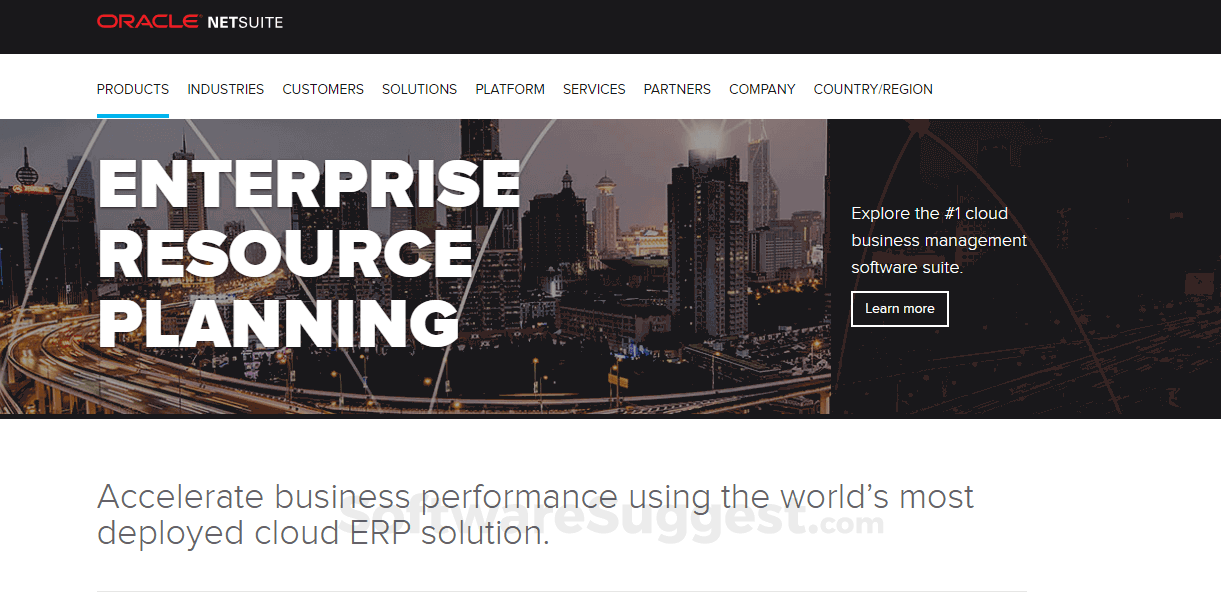 ORACLE NETSUITE
PRODUCTS INDUSTRIES CUSTOMERS SOLUTIONS PLATFORM SERVICES PARTNERS COMPANY COUNTRY/REGION
ENTERPRISE
RESOURCE
PLANNING
Explore the #1 cloud
business management
software suite.
Learn more
Accelerate business performance using the world’s most
deployed cloud ERP solution.
SoftwareSuggest.com